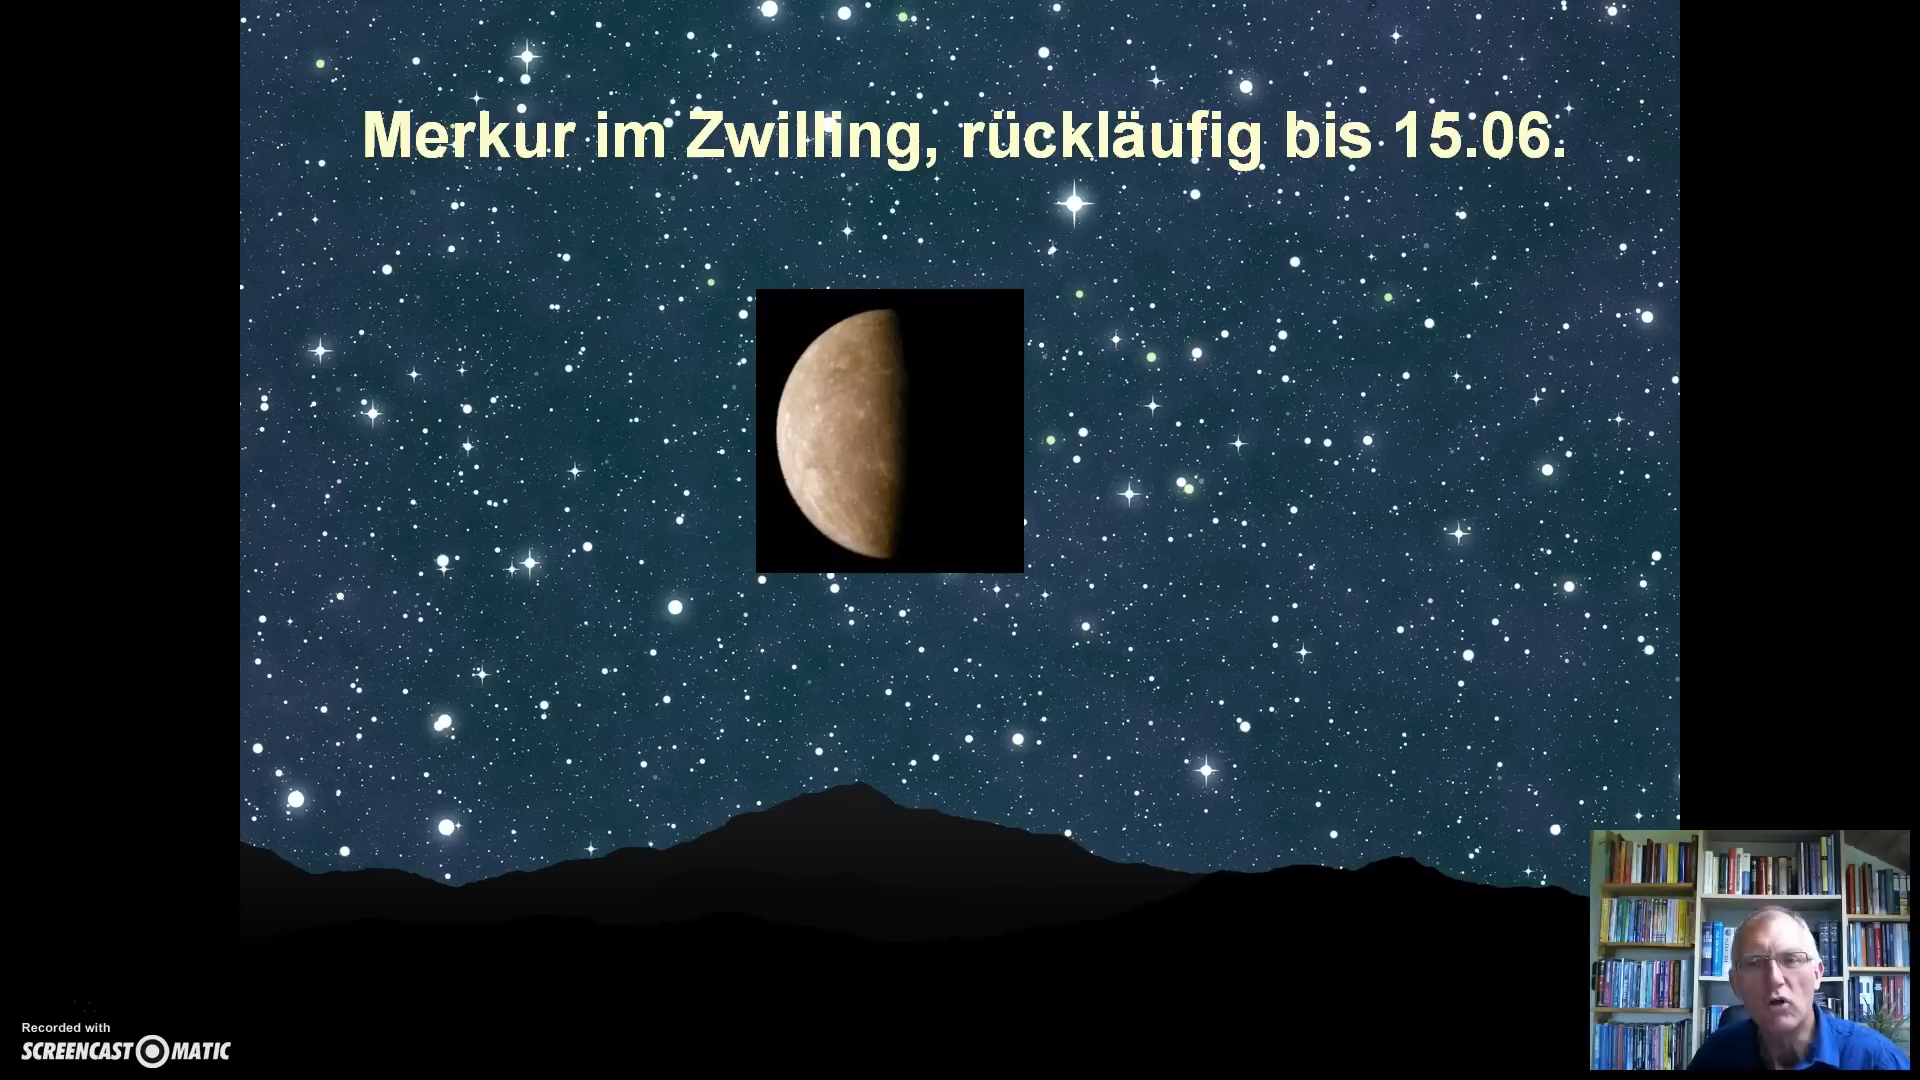 Merkur im Zwilling, rückläufig bis 15.06.
Recorded with
SCREENCAST MATIC